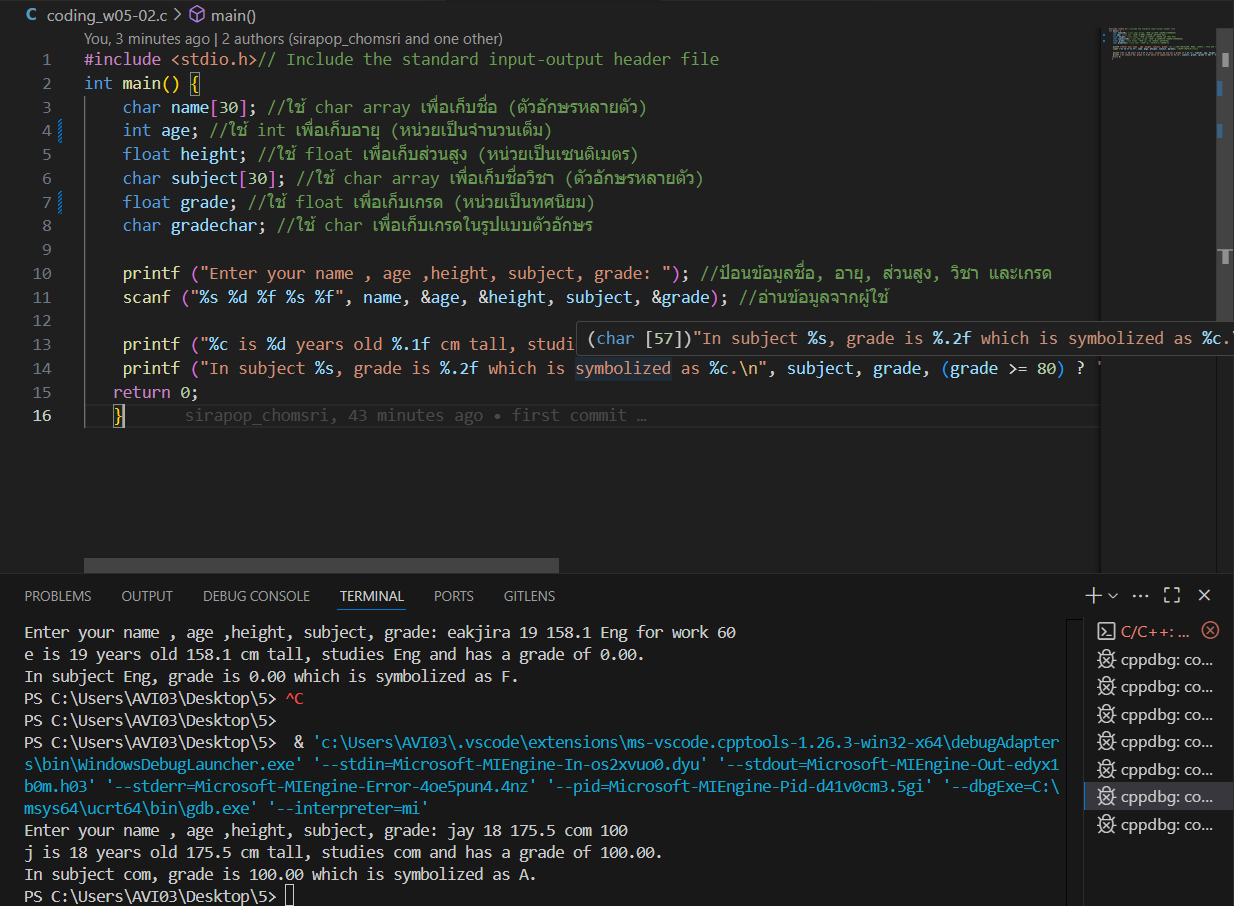 coding_w05-02.c > main()
You, 3 minutes ago | 2 authors (sirapop_chomsri and one other)
1 #include <stdio.h>// Include the standard input-output header file
2 int main() {
3 char name[30]; //ใช้ char array เพื่อเก็บชื่อ (ตัวอักษรหลายตัว)
4 int age; //ใช้ int เพื่อเก็บอายุ (หน่วยเป็นจำนวนเต็ม)
5 float height; //ใช้ float เพื่อเก็บส่วนสูง (หน่วยเป็นเซนติเมตร)
6 char subject[30]; //ใช้ char array เพื่อเก็บชื่อวิชา (ตัวอักษรหลายตัว)
7 float grade; //ใช้ float เพื่อเก็บเกรด (หน่วยเป็นทศนิยม)
8 char gradechar; //ใช้ char เพื่อเก็บเกรดในรูปแบบตัวอักษร
9
10 printf ("Enter your name , age ,height, subject, grade: "); //ป้อนข้อมูลชื่อ, อายุ, ส่วนสูง, วิชา และเกรด
11 scanf ("%s %d %f %s %f", name, &age, &height, subject, &grade); //อ่านข้อมูลจากผู้ใช้
12
(char [57])"In subject %s, grade is %.2f which is symbolized as %c.\
13 printf ("%c is %d years old %.1f cm tall, studi
14 printf ("In subject %s, grade is %.2f which is symbolized as %c.\n", subject, grade, (grade >= 80) ? '
15 return 0;
16 } sirapop_chomsri, 43 minutes ago • first commit …
PROBLEMS OUTPUT DEBUG CONSOLE TERMINAL PORTS GITLENS
Enter your name , age ,height, subject, grade: eakjira 19 158.1 Eng for work 60
e is 19 years old 158.1 cm tall, studies Eng and has a grade of 0.00.
In subject Eng, grade is 0.00 which is symbolized as F.
PS C:\Users\AVI03\Desktop\5> ^C
PS C:\Users\AVI03\Desktop\5>
PS C:\Users\AVI03\Desktop\5> & 'c:\Users\AVI03\.vscode\extensions\ms-vscode.cpptools-1.26.3-win32-x64\debugAdapter
s\bin\WindowsDebugLauncher.exe' '--stdin=Microsoft-MIEngine-In-os2xvuo0.dyu' '--stdout=Microsoft-MIEngine-Out-edyx1
b0m.h03' '--stderr=Microsoft-MIEngine-Error-4oe5pun4.4nz' '--pid=Microsoft-MIEngine-Pid-d41v0cm3.5gi' '--dbgExe=C:\
msys64\ucrt64\bin\gdb.exe' '--interpreter=mi'
Enter your name , age ,height, subject, grade: jay 18 175.5 com 100
j is 18 years old 175.5 cm tall, studies com and has a grade of 100.00.
In subject com, grade is 100.00 which is symbolized as A.
PS C:\Users\AVI03\Desktop\5>
C/C++: ...
cppdbg: co...
cppdbg: co...
cppdbg: co...
cppdbg: co...
cppdbg: co...
cppdbg: co...
cppdbg: co...